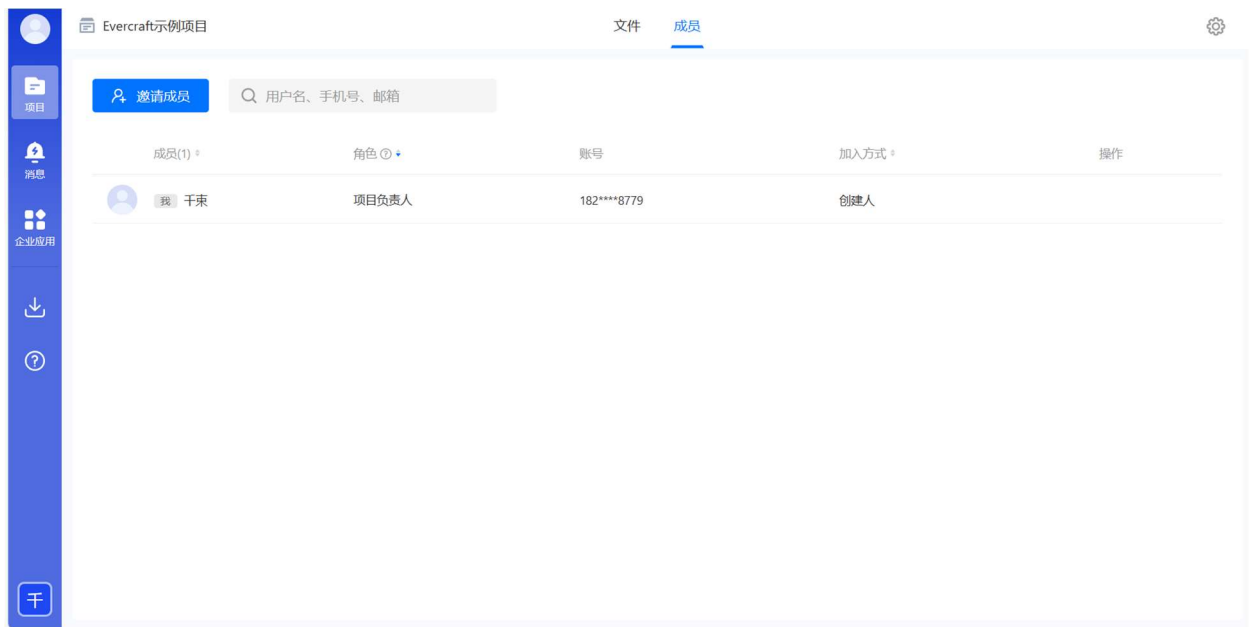 Evercraft示例项目
文件 成员
项目
消息
企业应用
千
邀请成员
用户名、手机号、邮箱
成员(1) 角色 账号 加入方式 操作
我 千束 项目负责人 182****8779 创建人